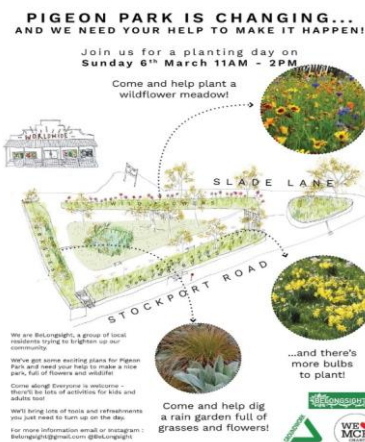 PIGEON PARK IS CHANGING...
AND WE NEED YOUR HELP TO MAKE IT HAPPEN!
Join us for a planting day on
Sunday 6th March 11AM - 2PM
Come and help plant a
wildflower meadow!
WORLDWIDE
SLADE LANE
STOCKPORT ROAD
We are BeLongsight, a group of local
residents trying to brighten up our
community.
We've got some exciting plans for Pigeon
Park and need your help to make a nice
park, full of flowers and wildlife!
Come along! Everyone is welcome -
there'll be lots of activities for kids and
adults too!
We'll bring lots of tools and refreshments
you just need to turn up on the day.
For more information email or Instagram :
Belongsight@gmail.com @BeLongsight
Come and help dig
a rain garden full of
grasses and flowers!
...and there's
more bulbs
to plant!
BELONGSIGHT
WE
MCR